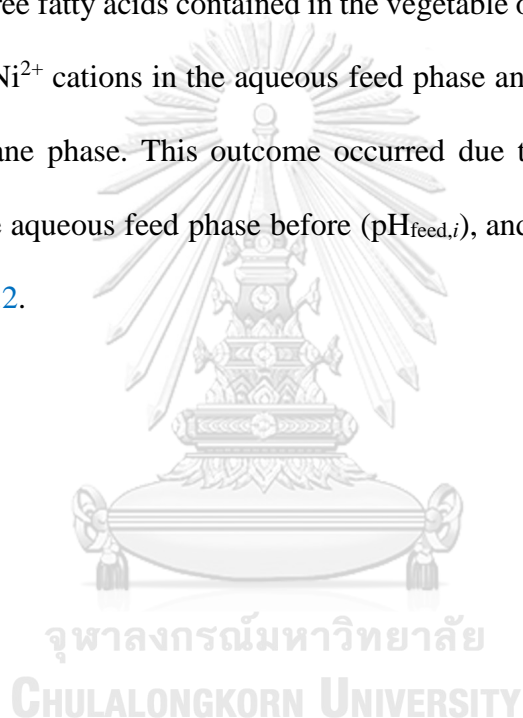 ree fatty acids contained in the vegetable o
Ni²⁺ cations in the aqueous feed phase an
ane phase. This outcome occurred due t
e aqueous feed phase before (pH_feed,i), and
2.
จุฬาลงกรณ์มหาวิทยาลัย
CHULALONGKORN UNIVERSITY